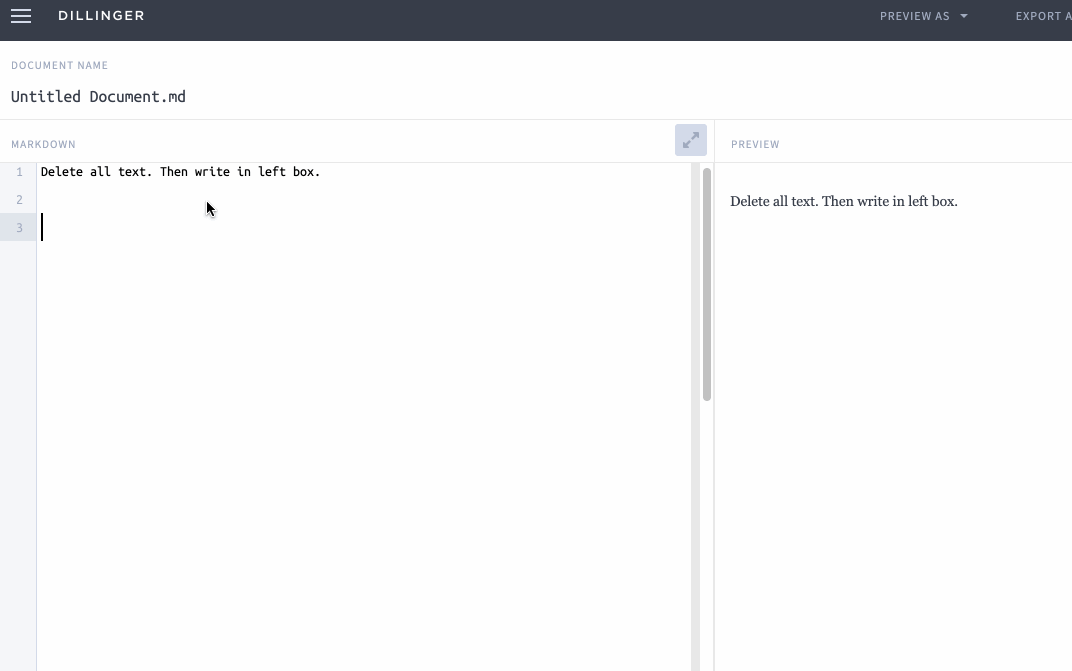 DILLINGER
PREVIEW AS
EXPORT A
DOCUMENT NAME
Untitled Document.md
MARKDOWN
PREVIEW
1 Delete all text. Then write in left box.
2
3
Delete all text. Then write in left box.